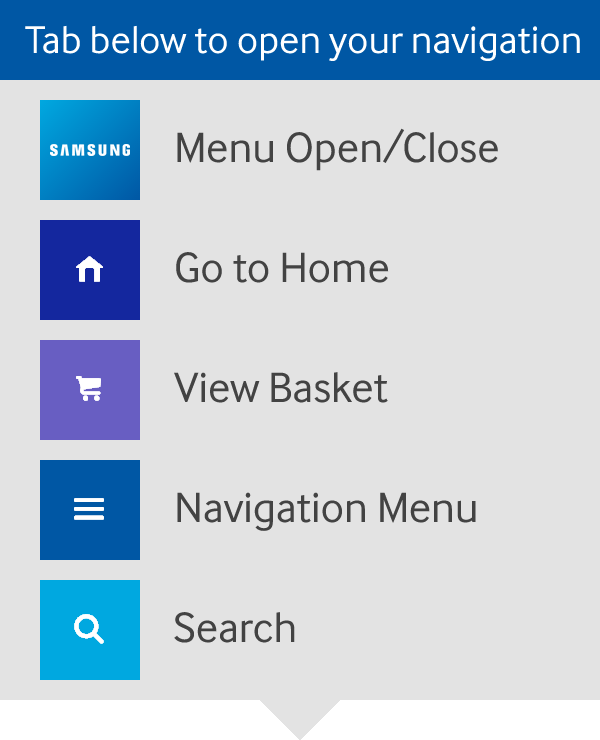 Tab below to open your navigation
SAMSUNG
Menu Open/Close
Go to Home
View Basket
Navigation Menu
Search